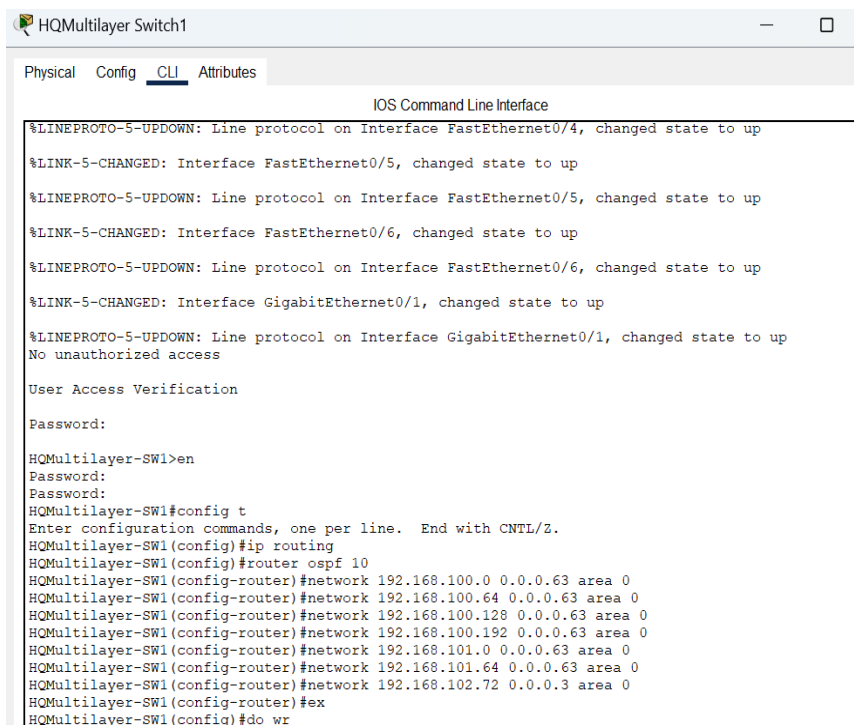 HQMultilayer Switch1
Physical Config CLI Attributes
IOS Command Line Interface
%LINEPROTO-5-UPDOWN: Line protocol on Interface FastEthernet0/4, changed state to up
%LINK-5-CHANGED: Interface FastEthernet0/5, changed state to up
%LINEPROTO-5-UPDOWN: Line protocol on Interface FastEthernet0/5, changed state to up
%LINK-5-CHANGED: Interface FastEthernet0/6, changed state to up
%LINEPROTO-5-UPDOWN: Line protocol on Interface FastEthernet0/6, changed state to up
%LINK-5-CHANGED: Interface GigabitEthernet0/1, changed state to up
%LINEPROTO-5-UPDOWN: Line protocol on Interface GigabitEthernet0/1, changed state to up
No unauthorized access
User Access Verification
Password:
HQMultilayer-SW1>en
Password:
Password:
HQMultilayer-SW1#config t
Enter configuration commands, one per line.  End with CNTL/Z.
HQMultilayer-SW1(config)#ip routing
HQMultilayer-SW1(config)#router ospf 10
HQMultilayer-SW1(config-router)#network 192.168.100.0 0.0.0.63 area 0
HQMultilayer-SW1(config-router)#network 192.168.100.64 0.0.0.63 area 0
HQMultilayer-SW1(config-router)#network 192.168.100.128 0.0.0.63 area 0
HQMultilayer-SW1(config-router)#network 192.168.100.192 0.0.0.63 area 0
HQMultilayer-SW1(config-router)#network 192.168.101.0 0.0.0.63 area 0
HQMultilayer-SW1(config-router)#network 192.168.101.64 0.0.0.63 area 0
HQMultilayer-SW1(config-router)#network 192.168.102.72 0.0.0.3 area 0
HQMultilayer-SW1(config-router)#ex
HQMultilayer-SW1(config)#do wr